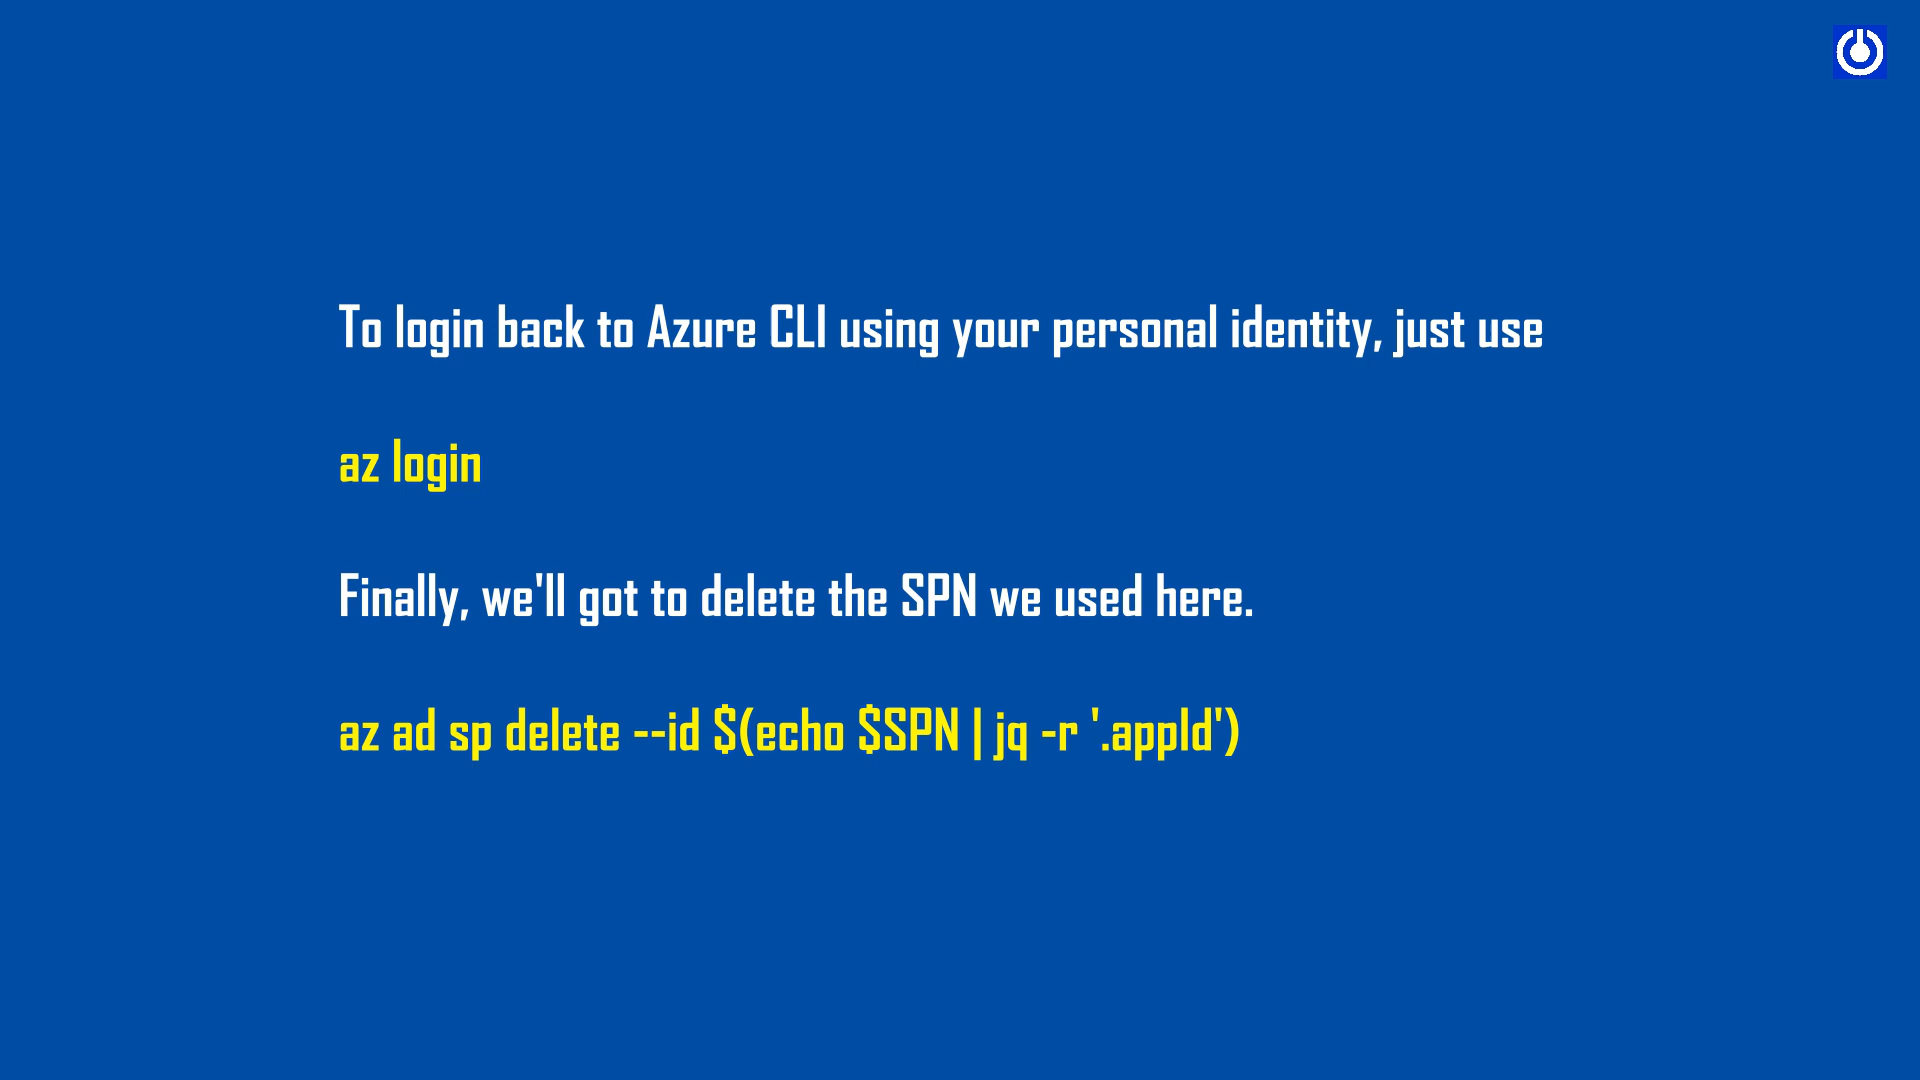 To login back to Azure CLI using your personal identity, just use
az login
Finally, we'll got to delete the SPN we used here.
az ad sp delete --id $(echo $SPN | jq -r '.appId')